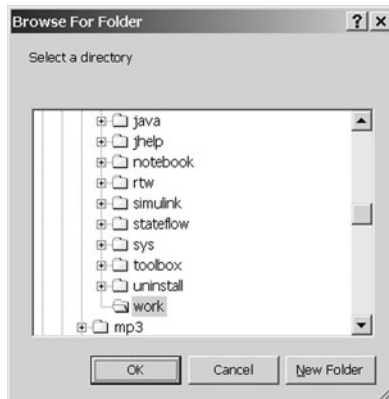 Browse For Folder
Select a directory
java
jhelp
notebook
rtw
simulink
stateflow
sys
toolbox
uninstall
work
mp3
OK Cancel New Folder